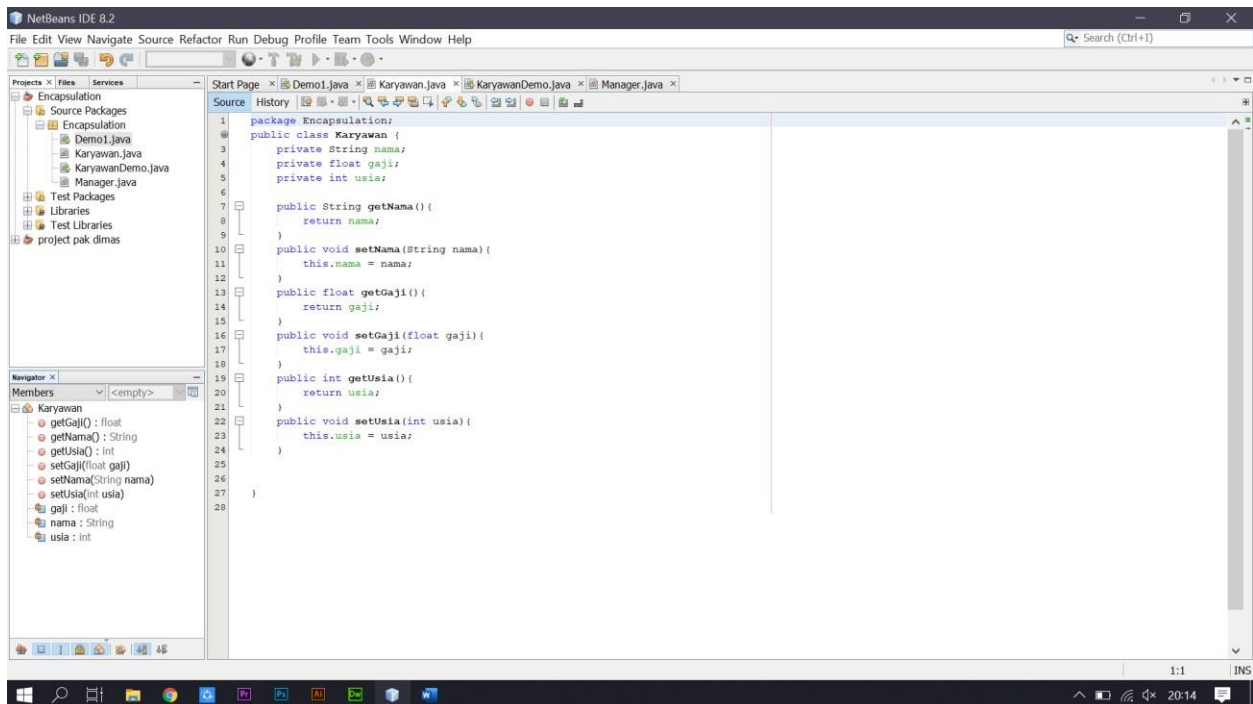 NetBeans IDE 8.2
File Edit View Navigate Source Refactor Run Debug Profile Team Tools Window Help
Search (Ctrl+I)
Projects Files Services
Start Page Demo1.java Karyawan.java KaryawanDemo.java Manager.java
Encapsulation
Source Packages
Encapsulation
Demo1.java
Karyawan.java
KaryawanDemo.java
Manager.java
Test Packages
Libraries
Test Libraries
project pak dimas
Source History
1 package Encapsulation;
public class Karyawan {
3 private String nama;
4 private float gaji;
5 private int usia;
6
7 public String getNama(){
8 return nama;
9 }
10 public void setNama(String nama){
11 this.nama = nama;
12 }
13 public float getGaji(){
14 return gaji;
15 }
16 public void setGaji(float gaji){
17 this.gaji = gaji;
18 }
19 public int getUsia(){
20 return usia;
21 }
22 public void setUsia(int usia){
23 this.usia = usia;
24 }
25
26
27 }
28
Navigator
Members <empty>
Karyawan
getGaji() : float
getNama() : String
getUsia() : int
setGaji(float gaji)
setNama(String nama)
setUsia(int usia)
gaji : float
nama : String
usia : int
1:1 INS
Pr Ps Ai Dw W
20:14